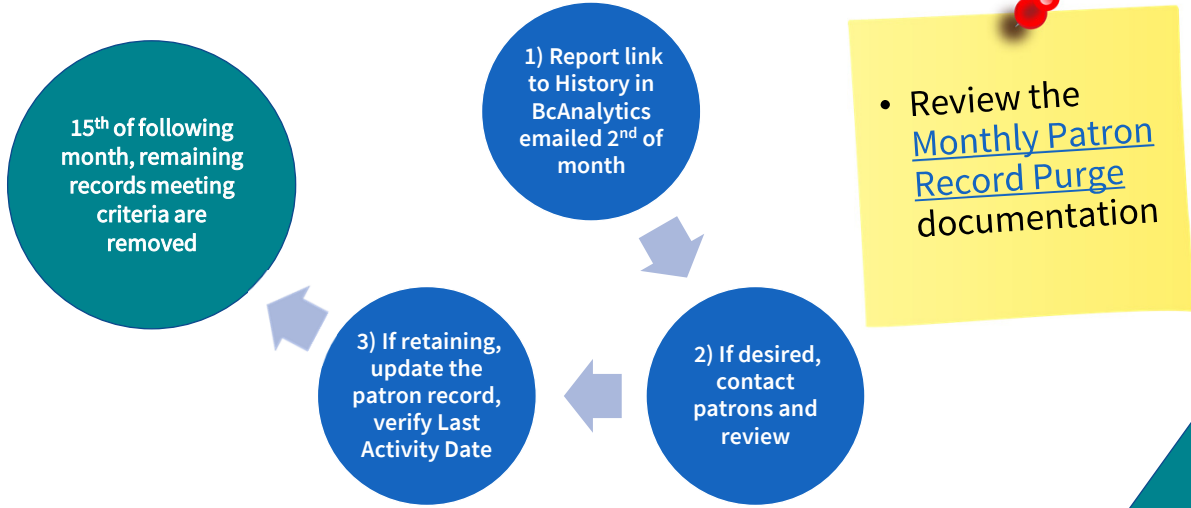 1) Report link
to History in
BcAnalytics
emailed 2nd of
month
2) If desired,
contact
patrons and
review
3) If retaining,
update the
patron record,
verify Last
Activity Date
15th of following
month, remaining
records meeting
criteria are
removed
• Review the
Monthly Patron
Record Purge
documentation